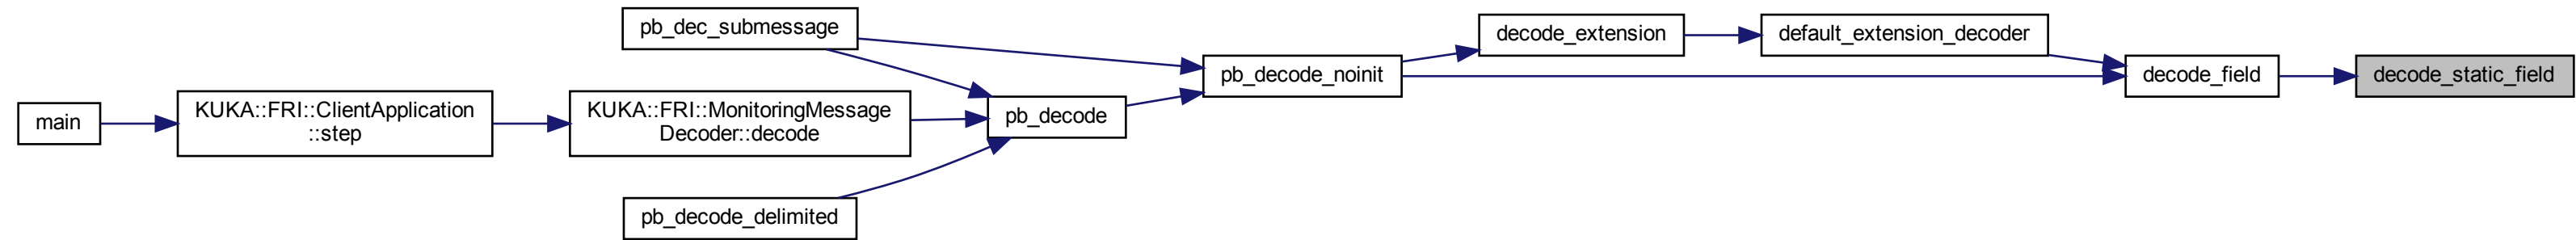 main
KUKA::FRI::ClientApplication
::step
pb_dec_submessage
KUKA::FRI::MonitoringMessage
Decoder::decode
pb_decode_delimited
pb_decode
pb_decode_noinit
decode_extension
default_extension_decoder
decode_field
decode_static_field